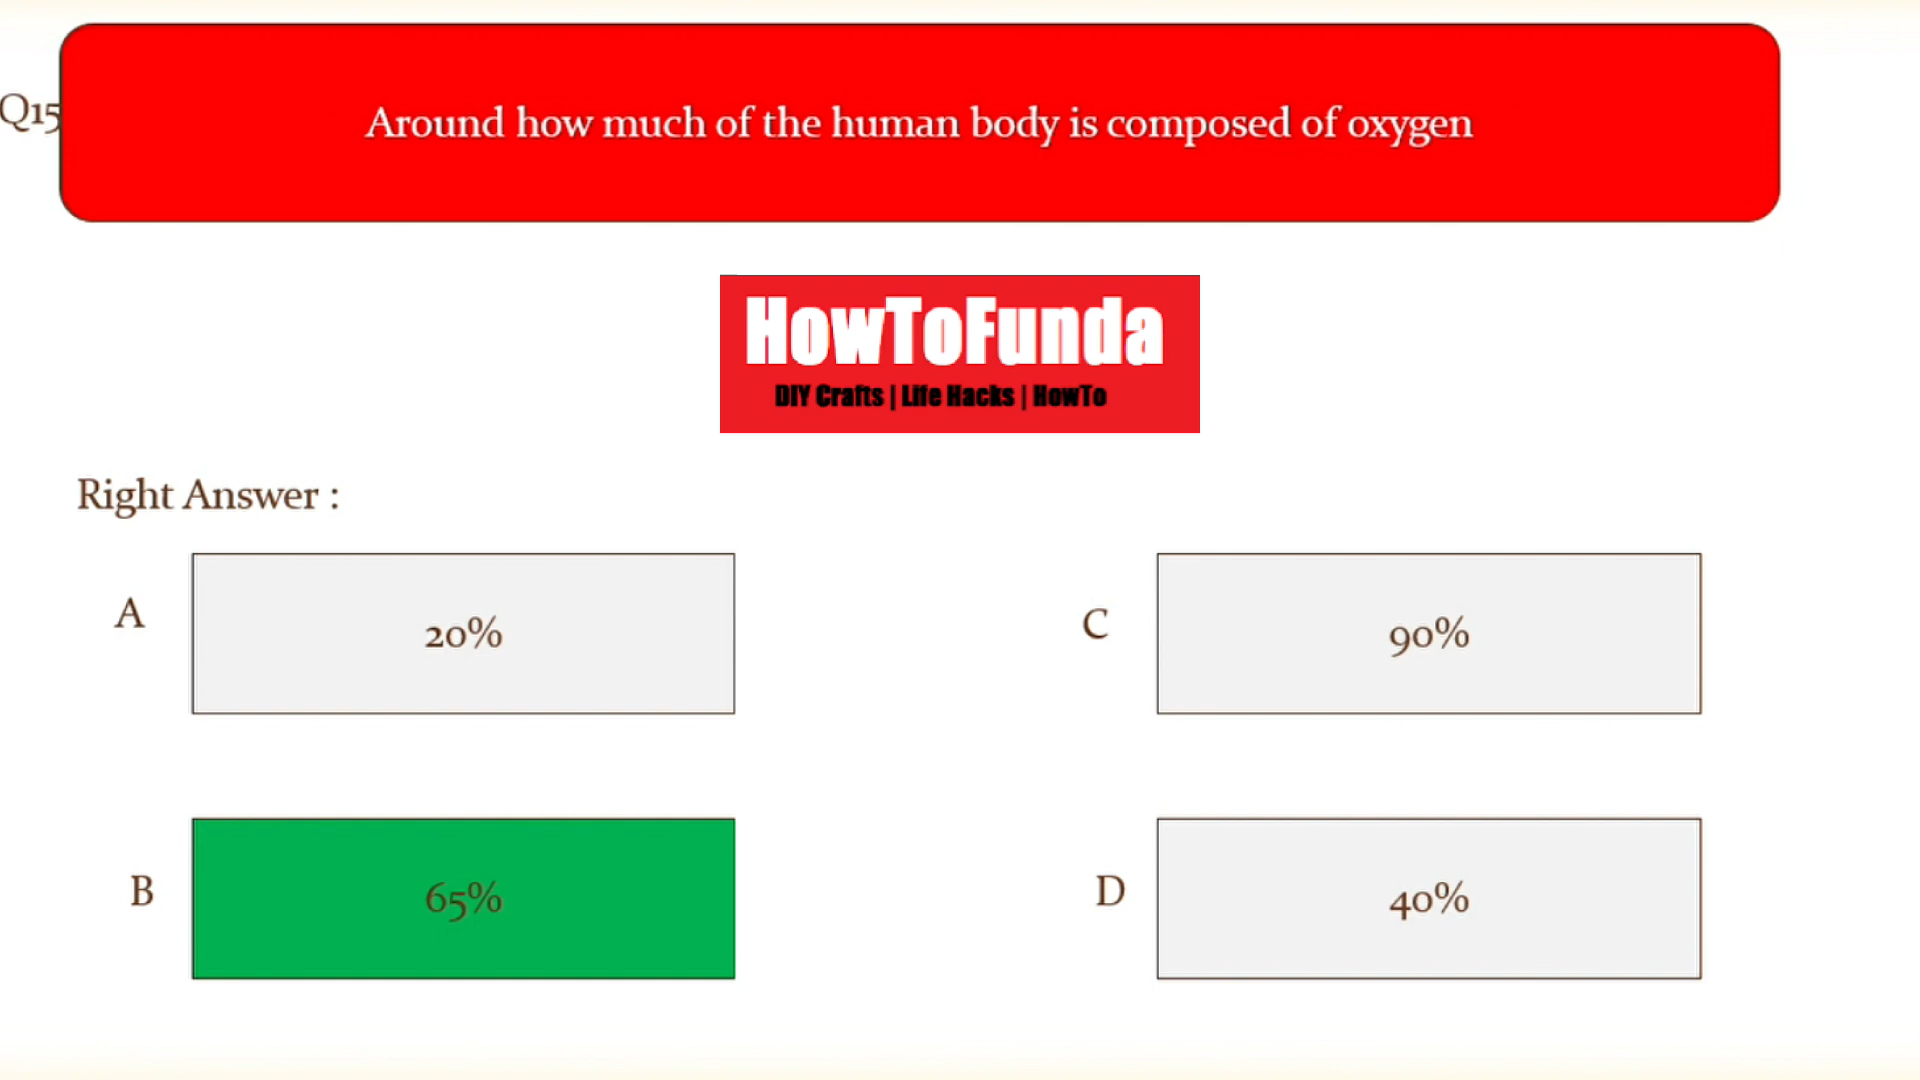 Q15
Around how much of the human body is composed of oxygen
HowToFunda
DIY Crafts | Life Hacks | HowTo
Right Answer :
A
20%
C
90%
B
65%
D
40%